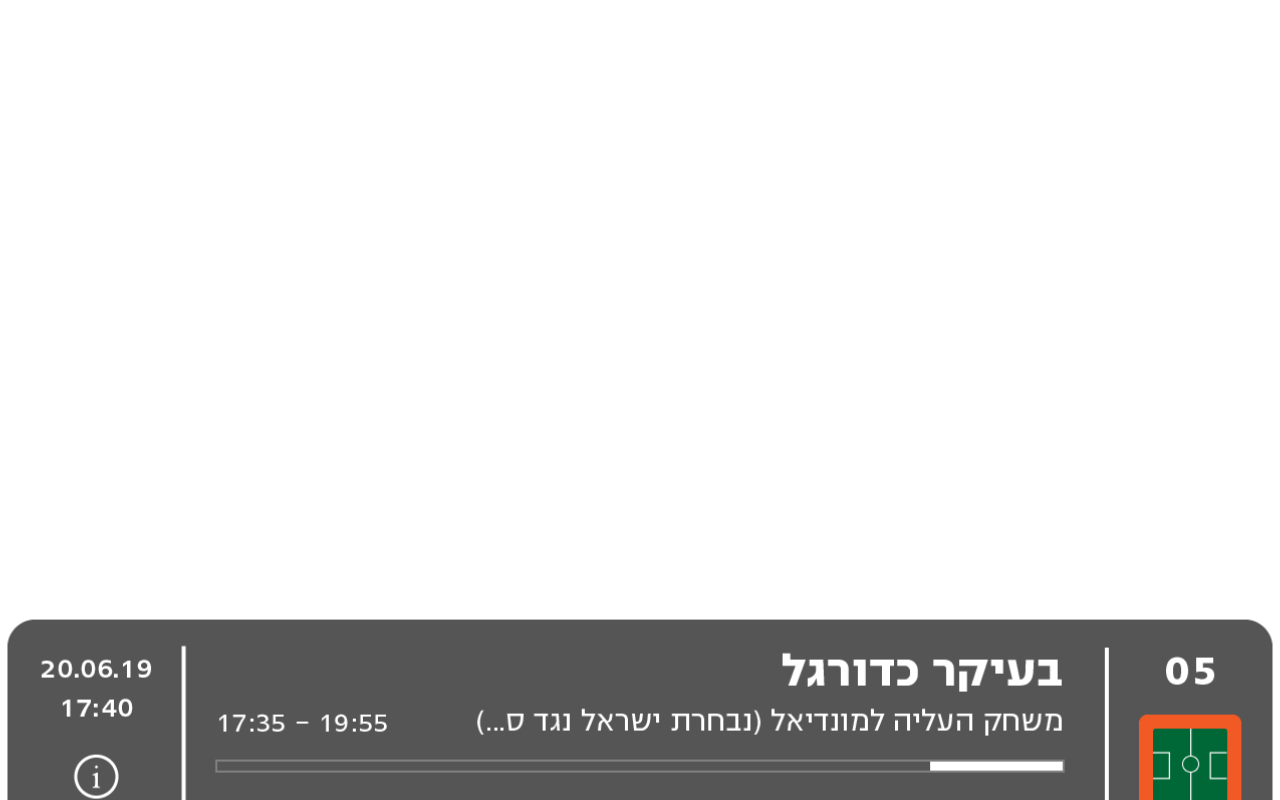 05
בעיקר כדורגל
משחק העליה למונדיאל (נבחרת ישראל נגד ס...)
17:35 – 19:55
20.06.19
17:40
i